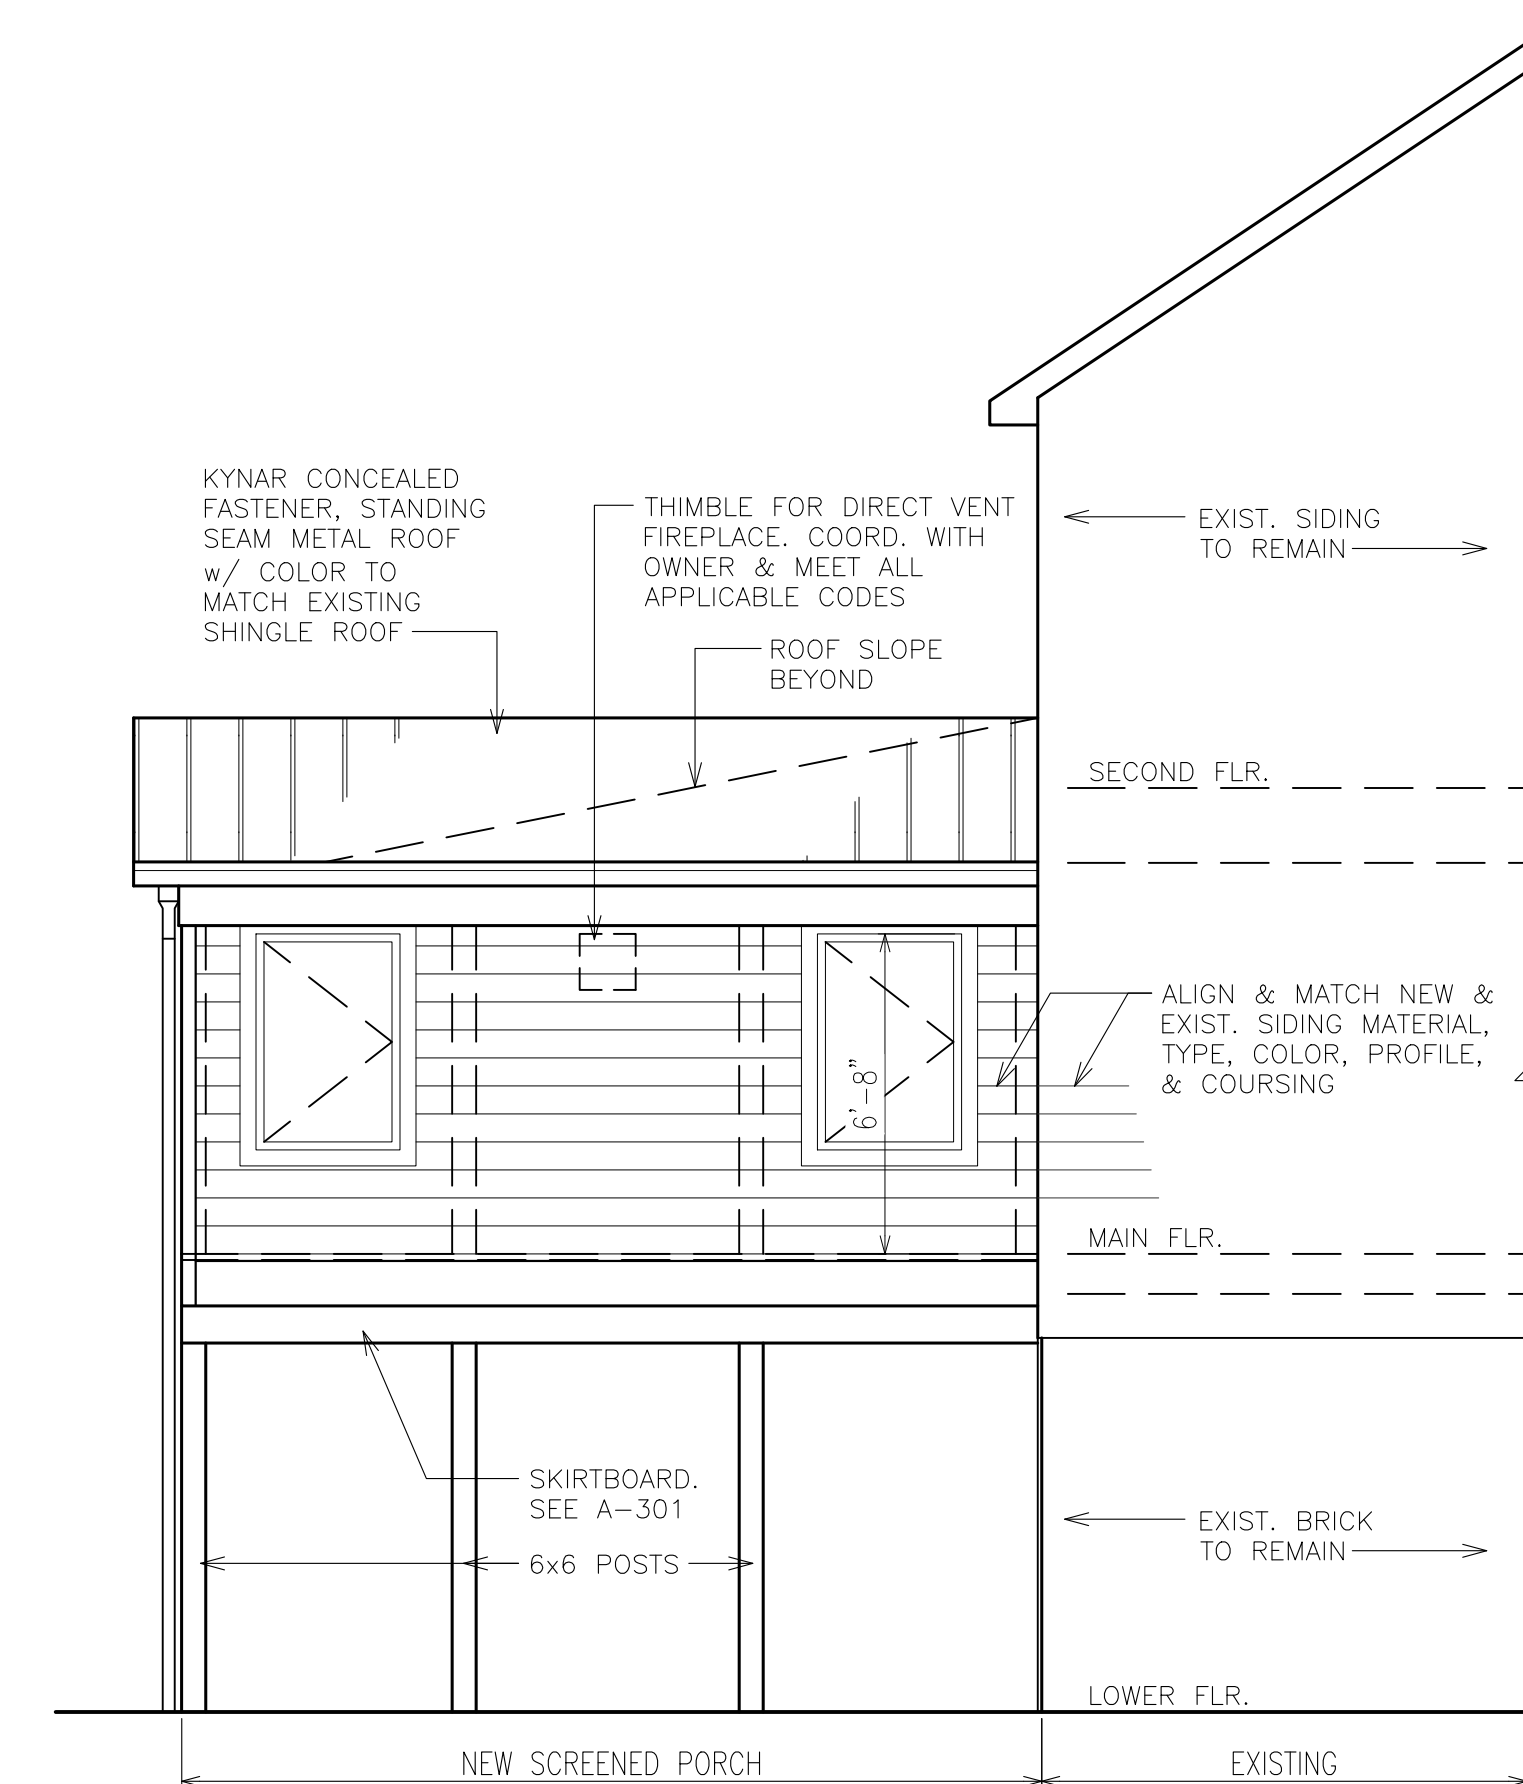 KYNAR CONCEALED
FASTENER, STANDING
SEAM METAL ROOF
w/ COLOR TO
MATCH EXISTING
SHINGLE ROOF
THIMBLE FOR DIRECT VENT
FIREPLACE. COORD. WITH
OWNER & MEET ALL
APPLICABLE CODES
ROOF SLOPE
BEYOND
EXIST. SIDING
TO REMAIN
SECOND FLR.
ALIGN & MATCH NEW &
EXIST. SIDING MATERIAL,
TYPE, COLOR, PROFILE,
& COURSING
6'-8"
MAIN FLR.
SKIRTBOARD.
SEE A-301
6x6 POSTS
EXIST. BRICK
TO REMAIN
LOWER FLR.
NEW SCREENED PORCH
EXISTING